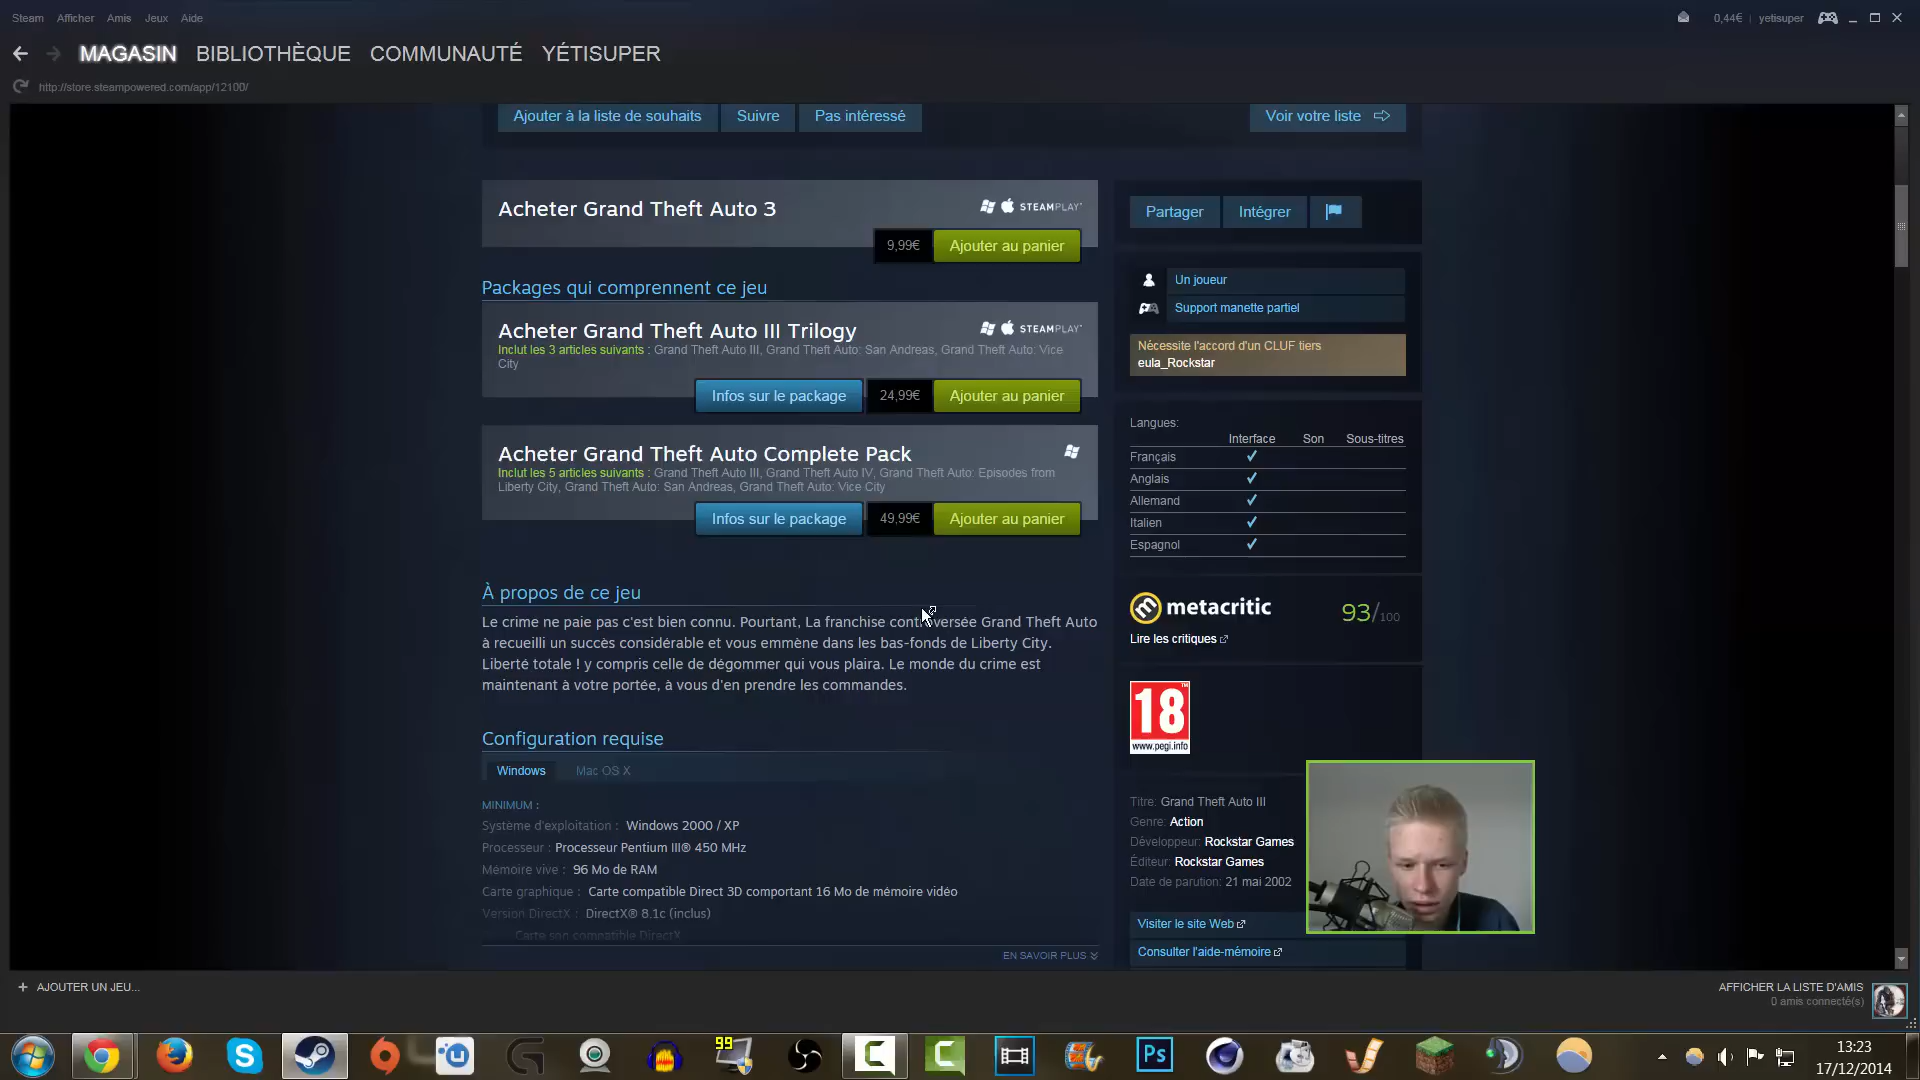 Steam Afficher Amis Jeux Aide
0,44€ yetisuper
MAGASIN BIBLIOTHÈQUE COMMUNAUTÉ YÉTISUPER
http://store.steampowered.com/app/12100/
Ajouter à la liste de souhaits Suivre Pas intéressé Voir votre liste
Acheter Grand Theft Auto 3
STEAMPLAY
9,99€ Ajouter au panier
Packages qui comprennent ce jeu
Acheter Grand Theft Auto III Trilogy
STEAMPLAY
Inclut les 3 articles suivants : Grand Theft Auto III, Grand Theft Auto: San Andreas, Grand Theft Auto: Vice
City
Infos sur le package 24,99€ Ajouter au panier
Acheter Grand Theft Auto Complete Pack
Inclut les 5 articles suivants : Grand Theft Auto III, Grand Theft Auto IV, Grand Theft Auto: Episodes from
Liberty City, Grand Theft Auto: San Andreas, Grand Theft Auto: Vice City
Infos sur le package 49,99€ Ajouter au panier
À propos de ce jeu
Le crime ne paie pas c'est bien connu. Pourtant, La franchise controversée Grand Theft Auto
à recueilli un succès considérable et vous emmène dans les bas-fonds de Liberty City.
Liberté totale ! y compris celle de dégommer qui vous plaira. Le monde du crime est
maintenant à votre portée, à vous d'en prendre les commandes.
Configuration requise
Windows Mac OS X
MINIMUM :
Système d'exploitation : Windows 2000 / XP
Processeur : Processeur Pentium III® 450 MHz
Mémoire vive : 96 Mo de RAM
Carte graphique : Carte compatible Direct 3D comportant 16 Mo de mémoire vidéo
Version DirectX : DirectX® 8.1c (inclus)
Carte son compatible DirectX
EN SAVOIR PLUS
Partager Intégrer
Un joueur
Support manette partiel
Nécessite l'accord d'un CLUF tiers
eula_Rockstar
Langues:
Interface Son Sous-titres
Français
Anglais
Allemand
Italien
Espagnol
metacritic 93/100
Lire les critiques
18
www.pegi.info
Titre: Grand Theft Auto III
Genre: Action
Développeur: Rockstar Games
Éditeur: Rockstar Games
Date de parution: 21 mai 2002
Visiter le site Web
Consulter l'aide-mémoire
+ AJOUTER UN JEU...
AFFICHER LA LISTE D'AMIS
0 amis connecté(s)
99
Ps
13:23
17/12/2014